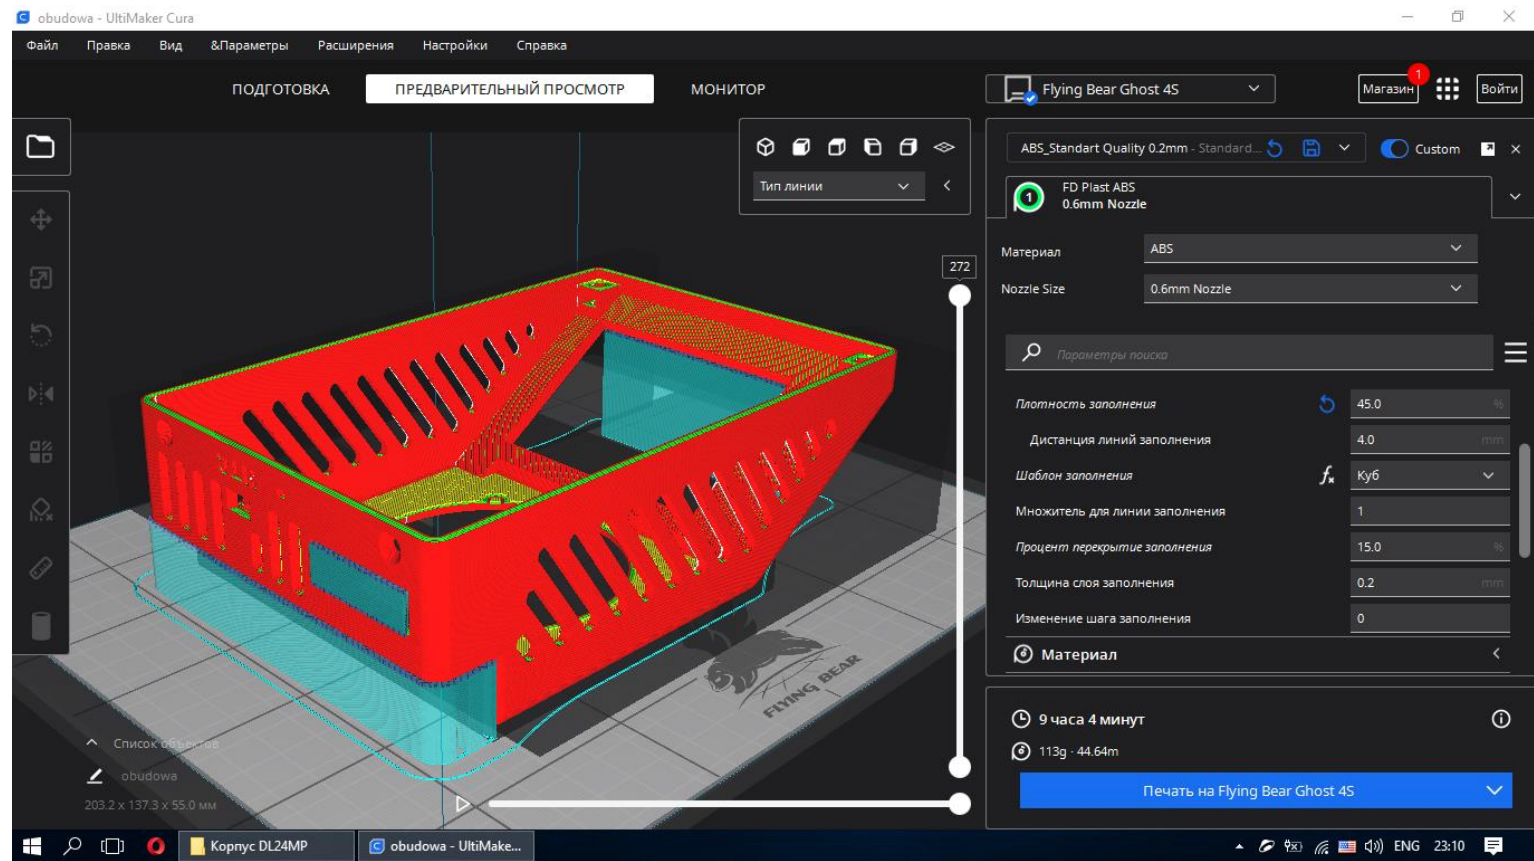 obudowa - UltiMaker Cura
Файл Правка Вид &Параметры Расширения Настройки Справка
ПОДГОТОВКА ПРЕДВАРИТЕЛЬНЫЙ ПРОСМОТР МОНИТОР
Flying Bear Ghost 4S
Магазин
1
Войти
Тип линии
272
ABS_Standart Quality 0.2mm - Standard...
Custom
1
FD Plast ABS
0.6mm Nozzle
Материал ABS
Nozzle Size 0.6mm Nozzle
Параметры поиска
Плотность заполнения 45.0 %
Дистанция линий заполнения 4.0 mm
Шаблон заполнения Куб
Множитель для линии заполнения 1
Процент перекрытие заполнения 15.0 %
Толщина слоя заполнения 0.2 mm
Изменение шага заполнения 0
Материал
FLYING BEAR
Список объектов
obudowa
203.2 x 137.3 x 55.0 мм
9 часа 4 минут
113g · 44.64m
Печать на Flying Bear Ghost 4S
Корпус DL24MP
obudowa - UltiMake...
ENG 23:10